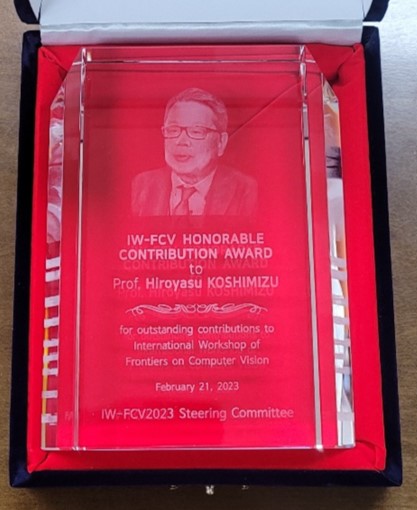 IW-FCV HONORABLE
CONTRIBUTION AWARD
to
Prof. Hiroyasu KOSHIMIZU
for outstanding contributions to
International Workshop of
Frontiers on Computer Vision
February 21, 2023
IW-FCV2023 Steering Committee